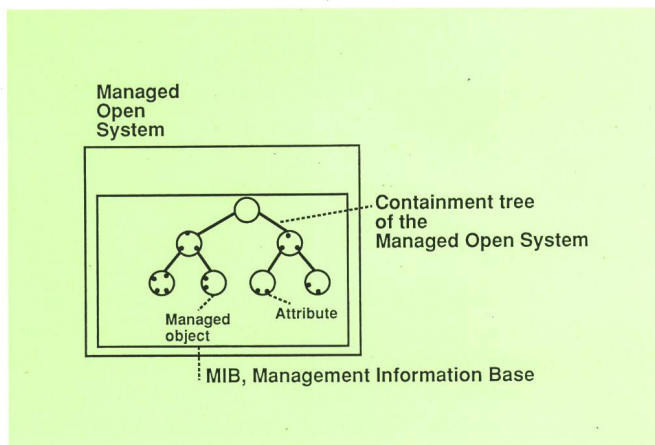 Managed
Open
System
Containment tree
of the
Managed Open System
Managed
object
Attribute
MIB, Management Information Base